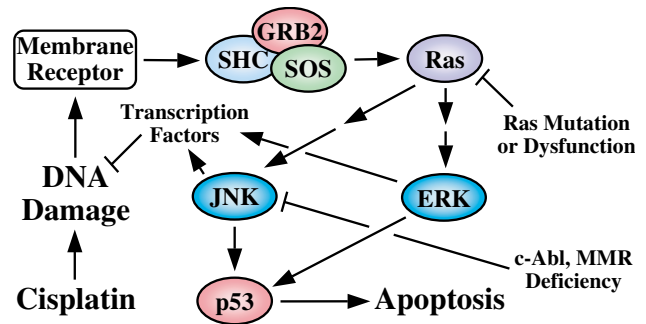 GRB2
Membrane
Receptor
SHC
SOS
Ras
Transcription
Factors
Ras Mutation
or Dysfunction
DNA
Damage
JNK
ERK
c-Abl, MMR
Deficiency
Cisplatin
p53
Apoptosis